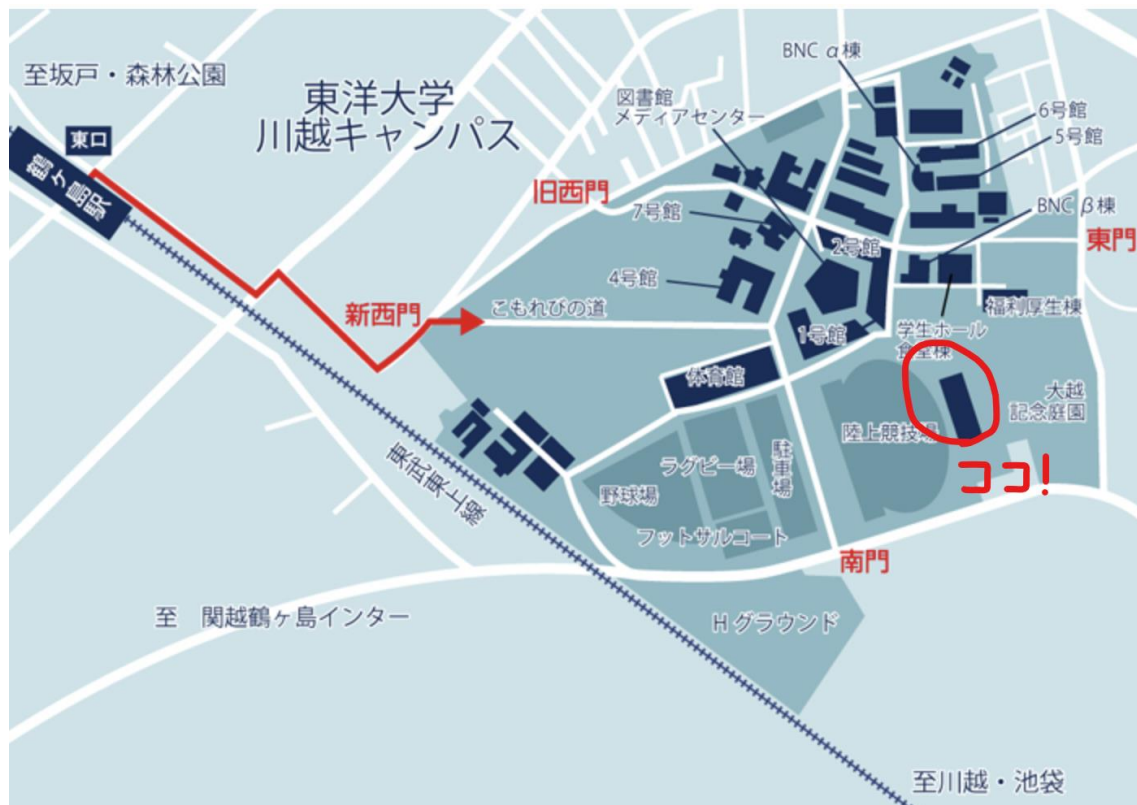 至坂戸・森林公園
東洋大学
川越キャンパス
東口
鶴ヶ島駅
BNC α棟
図書館
メディアセンター
6号館
5号館
旧西門
7号館
BNC β棟
2号館
東門
4号館
新西門
こもれびの道
福利厚生棟
1号館
学生ホール
食堂棟
体育館
大越
記念庭園
陸上競技場
ココ!
東武東上線
ラグビー場
駐車場
野球場
フットサルコート
南門
至 関越鶴ヶ島インター
Hグラウンド
至川越・池袋